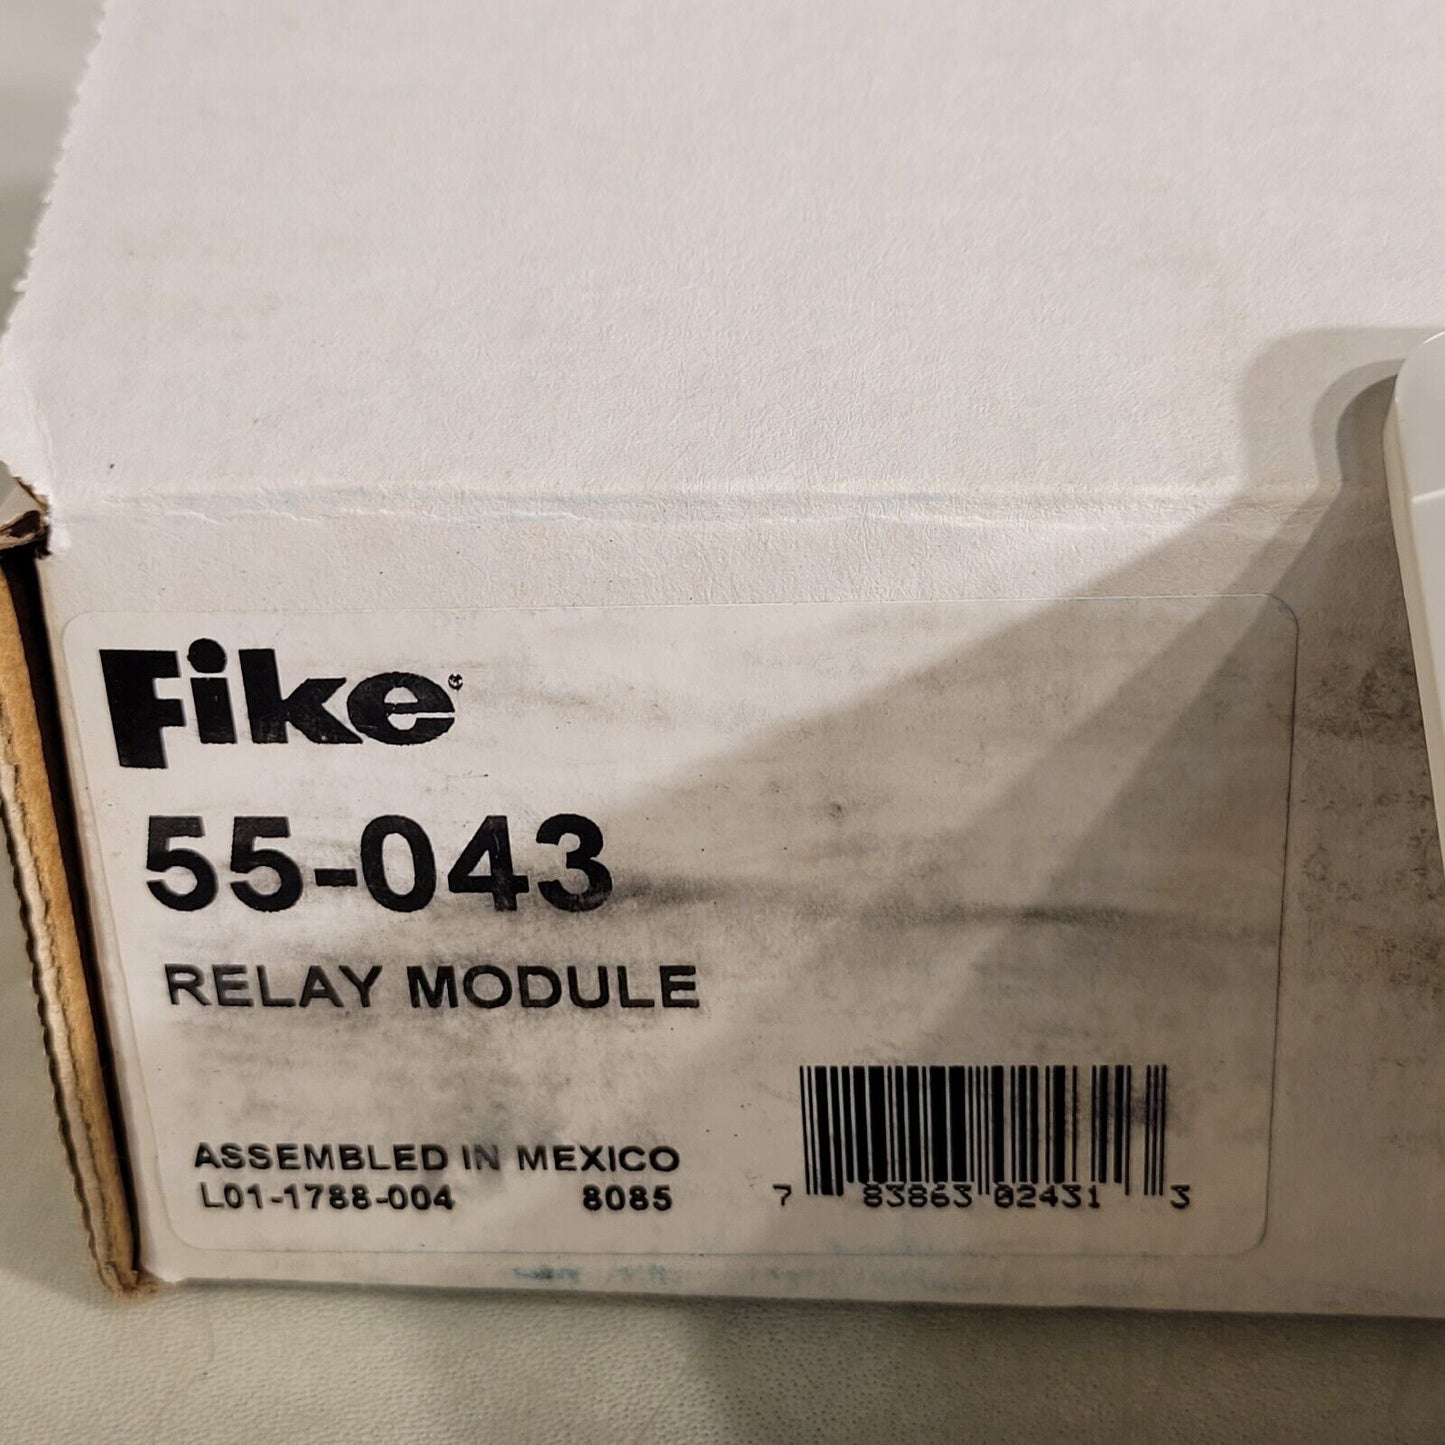 Fike®
55-043
RELAY MODULE
ASSEMBLED IN MEXICO
L01-1788-004 8085
7 83863 02431 3